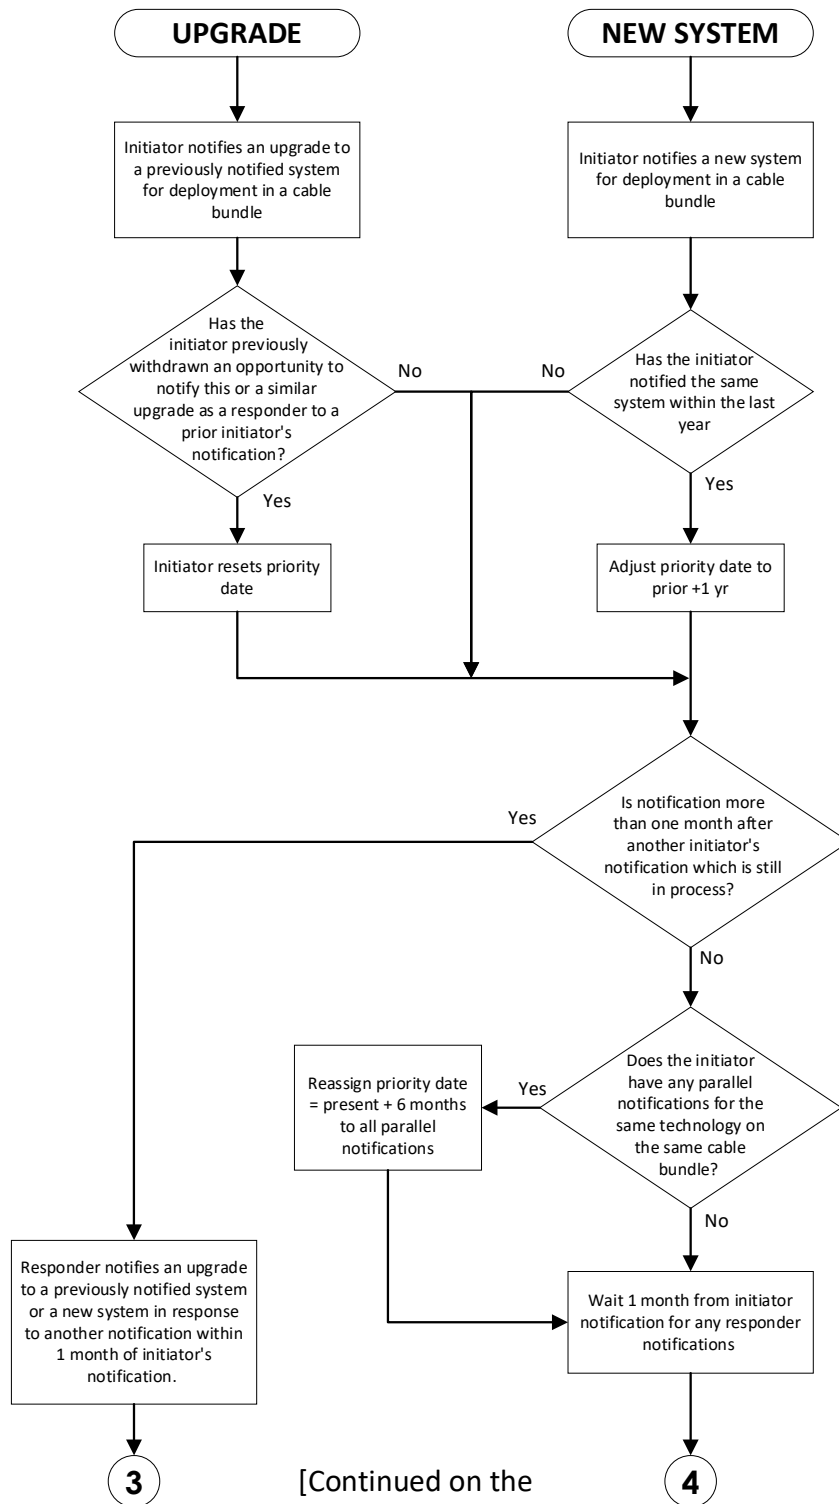 UPGRADE
NEW SYSTEM
Initiator notifies an upgrade to
a previously notified system
for deployment in a cable
bundle
Initiator notifies a new system
for deployment in a cable
bundle
Has the
initiator previously
withdrawn an opportunity to
notify this or a similar
upgrade as a responder to a
prior initiator's
notification?
No
No
Has the initiator
notified the same
system within the last
year
Yes
Yes
Initiator resets priority
date
Adjust priority date to
prior +1 yr
Is notification more
than one month after
another initiator's
notification which is still
in process?
Yes
No
Does the initiator
have any parallel
notifications for the
same technology on
the same cable
bundle?
Yes
Reassign priority date
= present + 6 months
to all parallel
notifications
No
Responder notifies an upgrade
to a previously notified system
or a new system in response
to another notification within
1 month of initiator's
notification.
Wait 1 month from initiator
notification for any responder
notifications
3
[Continued on the
4